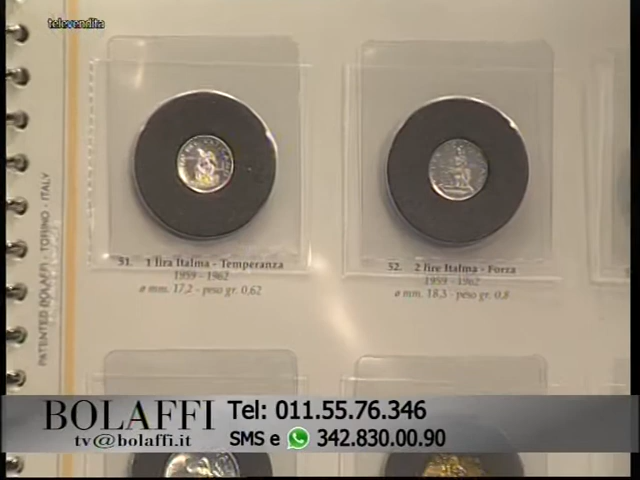 televendita
PATENTED BOLAFFI - TORINO - ITALY
51. 1 lira Italma - Temperanza
1959 - 1962
ø mm. 17,2 - peso gr. 0,62
52. 2 lire Italma - Forza
1959 - 1962
ø mm. 18,3 - peso gr. 0,8
BOLAFFI
tv@bolaffi.it
Tel: 011.55.76.346
SMS e 342.830.00.90